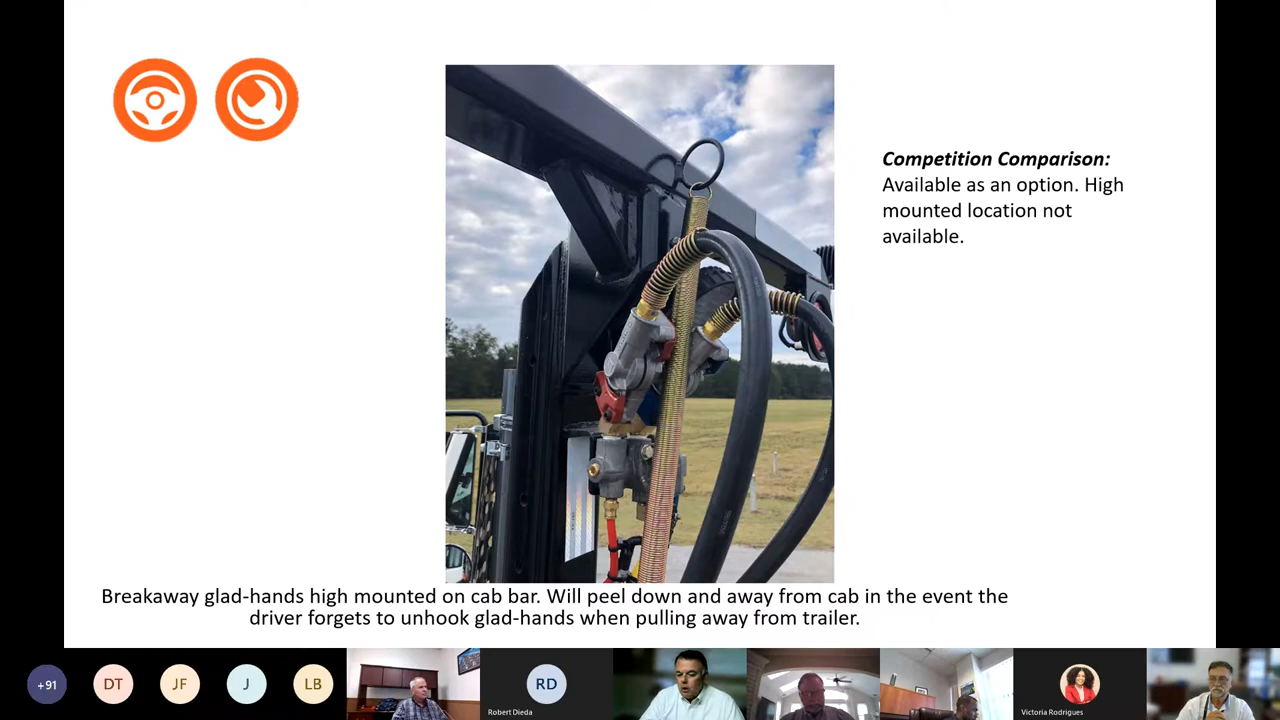 Competition Comparison:
Available as an option. High
mounted location not
available.
Breakaway glad-hands high mounted on cab bar. Will peel down and away from cab in the event the
driver forgets to unhook glad-hands when pulling away from trailer.
+91
DT
JF
J
LB
RD
Robert Dieda
Victoria Rodrigues